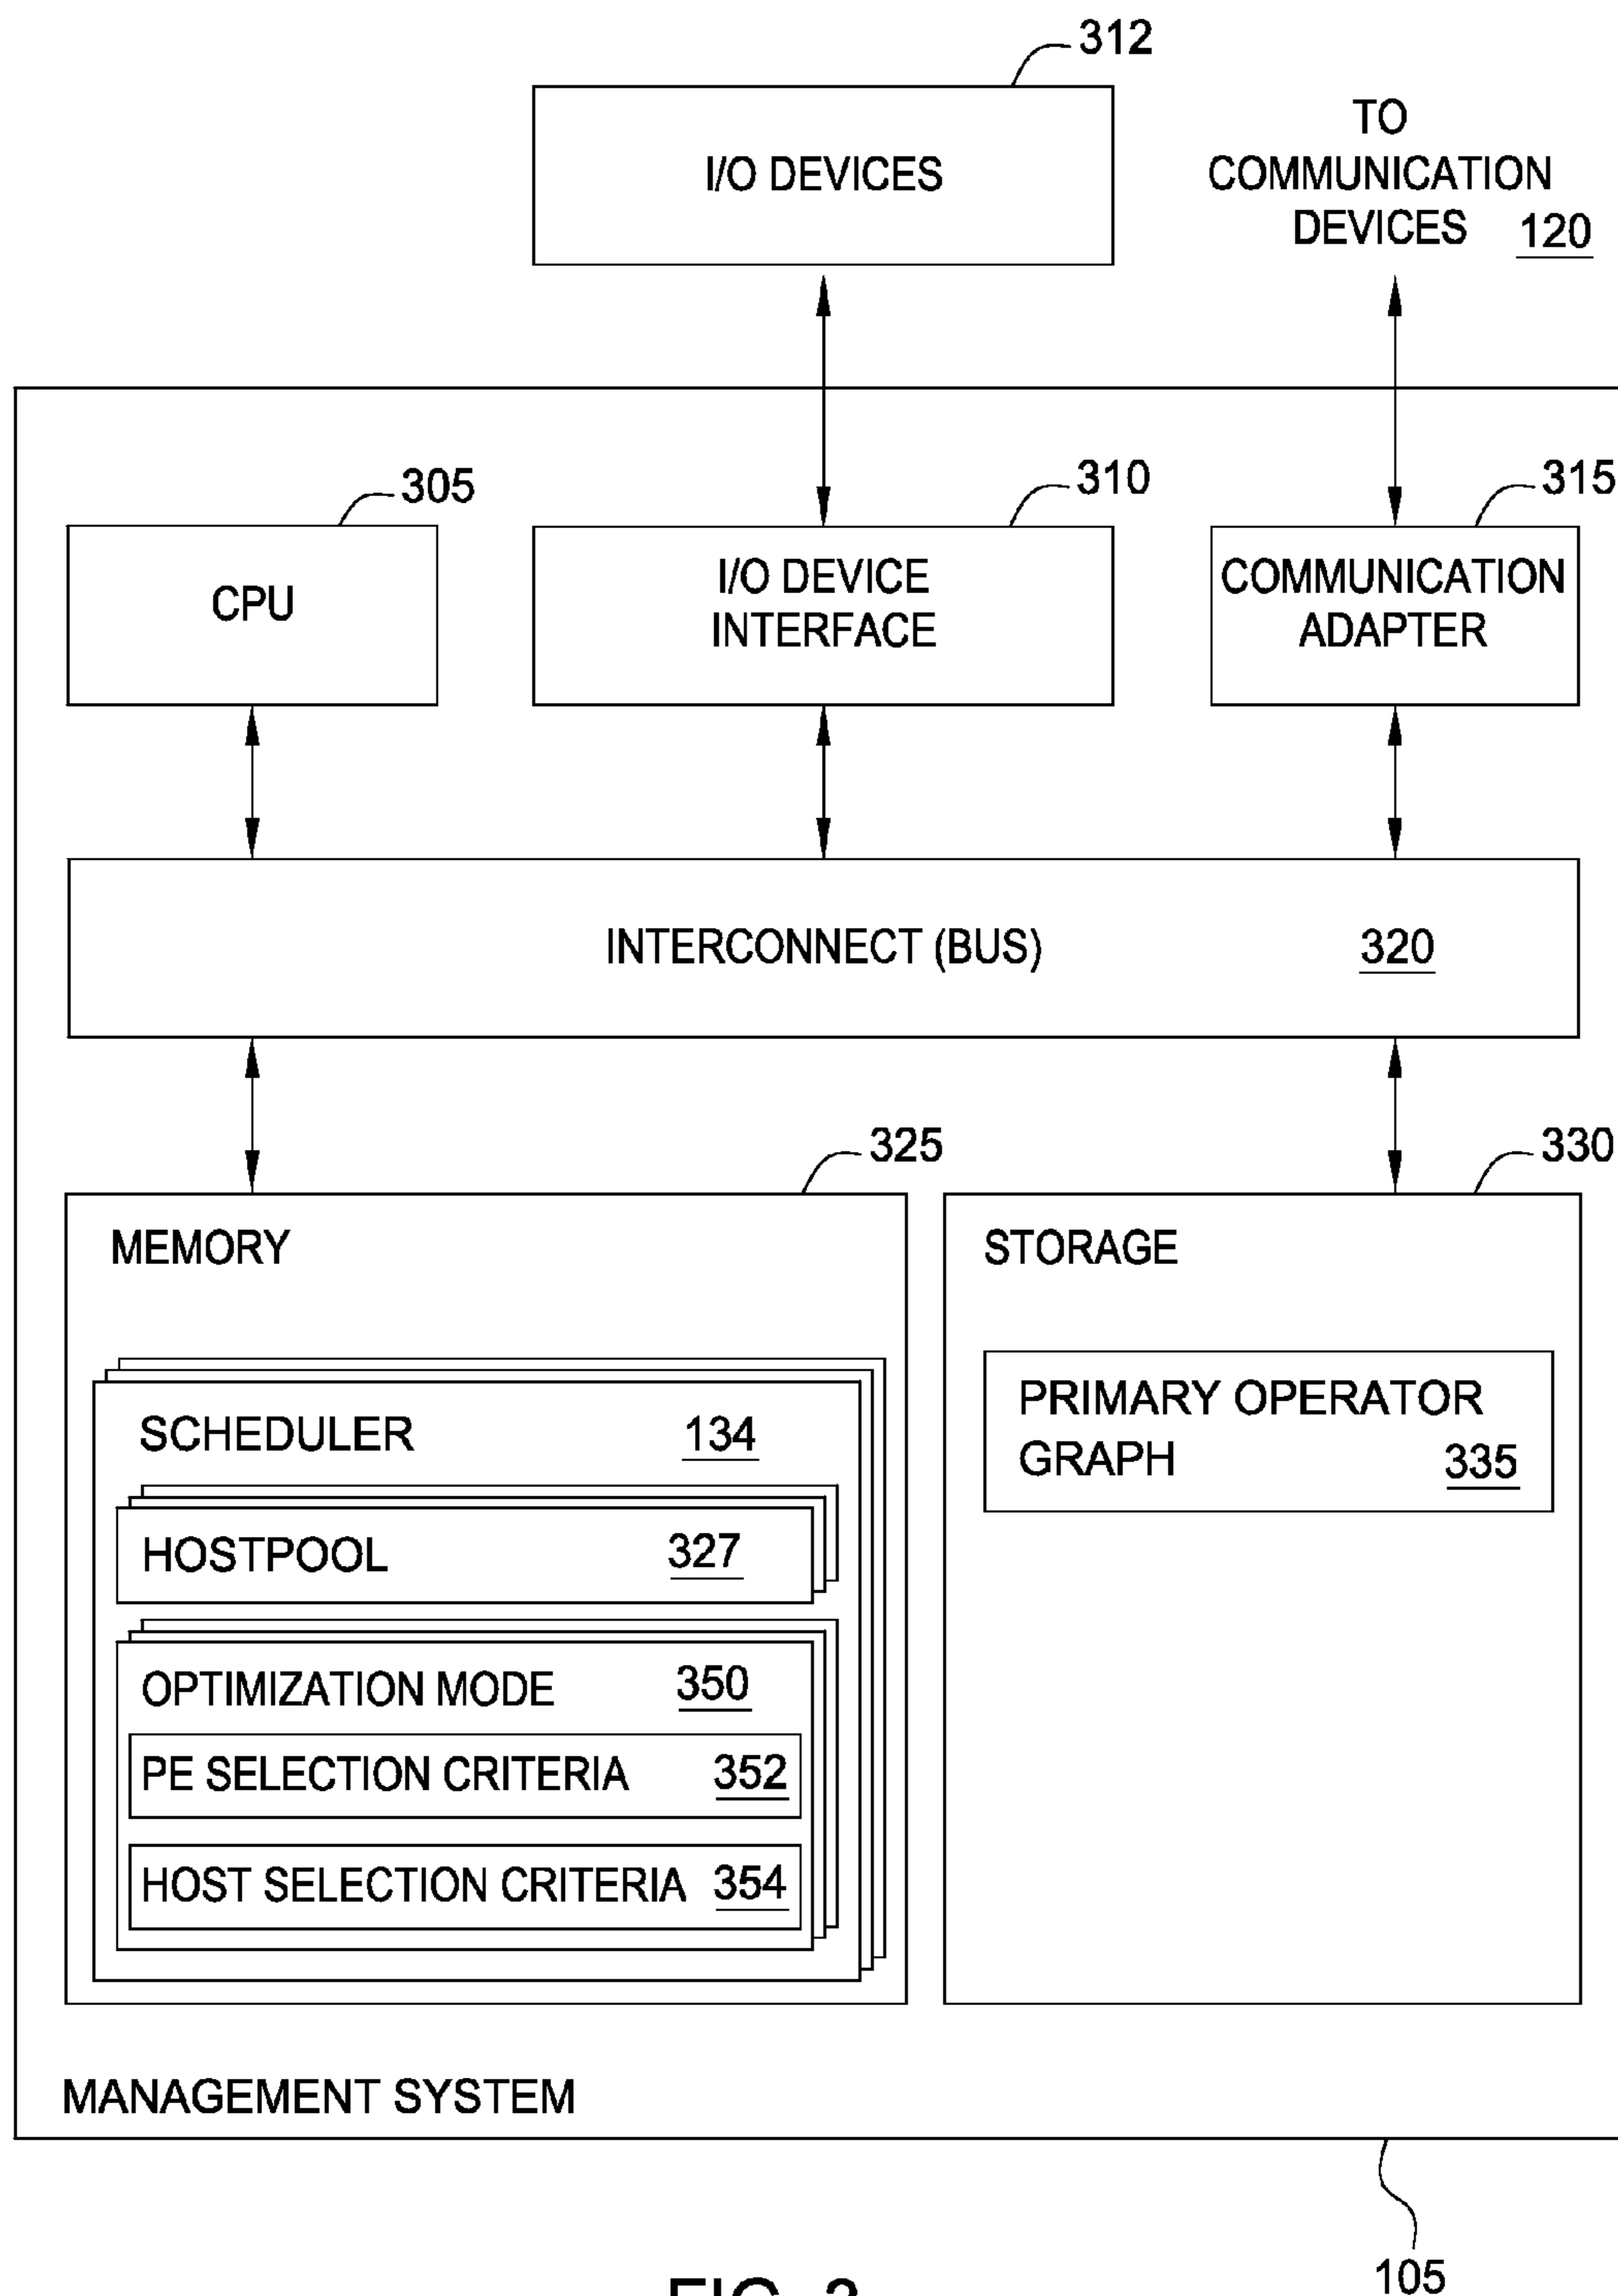 312
I/O DEVICES
TO
COMMUNICATION
DEVICES 120
305
310
315
CPU
I/O DEVICE
INTERFACE
COMMUNICATION
ADAPTER
INTERCONNECT (BUS) 320
325
330
MEMORY
STORAGE
SCHEDULER 134
HOSTPOOL 327
OPTIMIZATION MODE 350
PE SELECTION CRITERIA 352
HOST SELECTION CRITERIA 354
PRIMARY OPERATOR
GRAPH 335
MANAGEMENT SYSTEM
105
FIG.